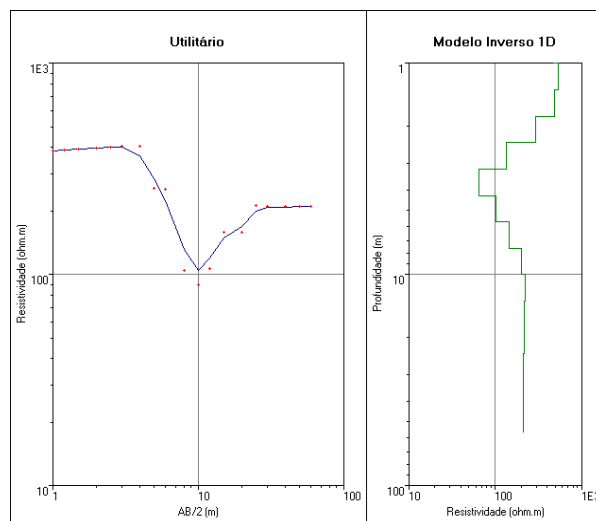 Utilitário
1E3
100
10
Resistividade (ohm.m)
1
10
100
AB/2 (m)
Modelo Inverso 1D
1
10
100
Profundidade (m)
10
100
1E3
Resistividade (ohm.m)